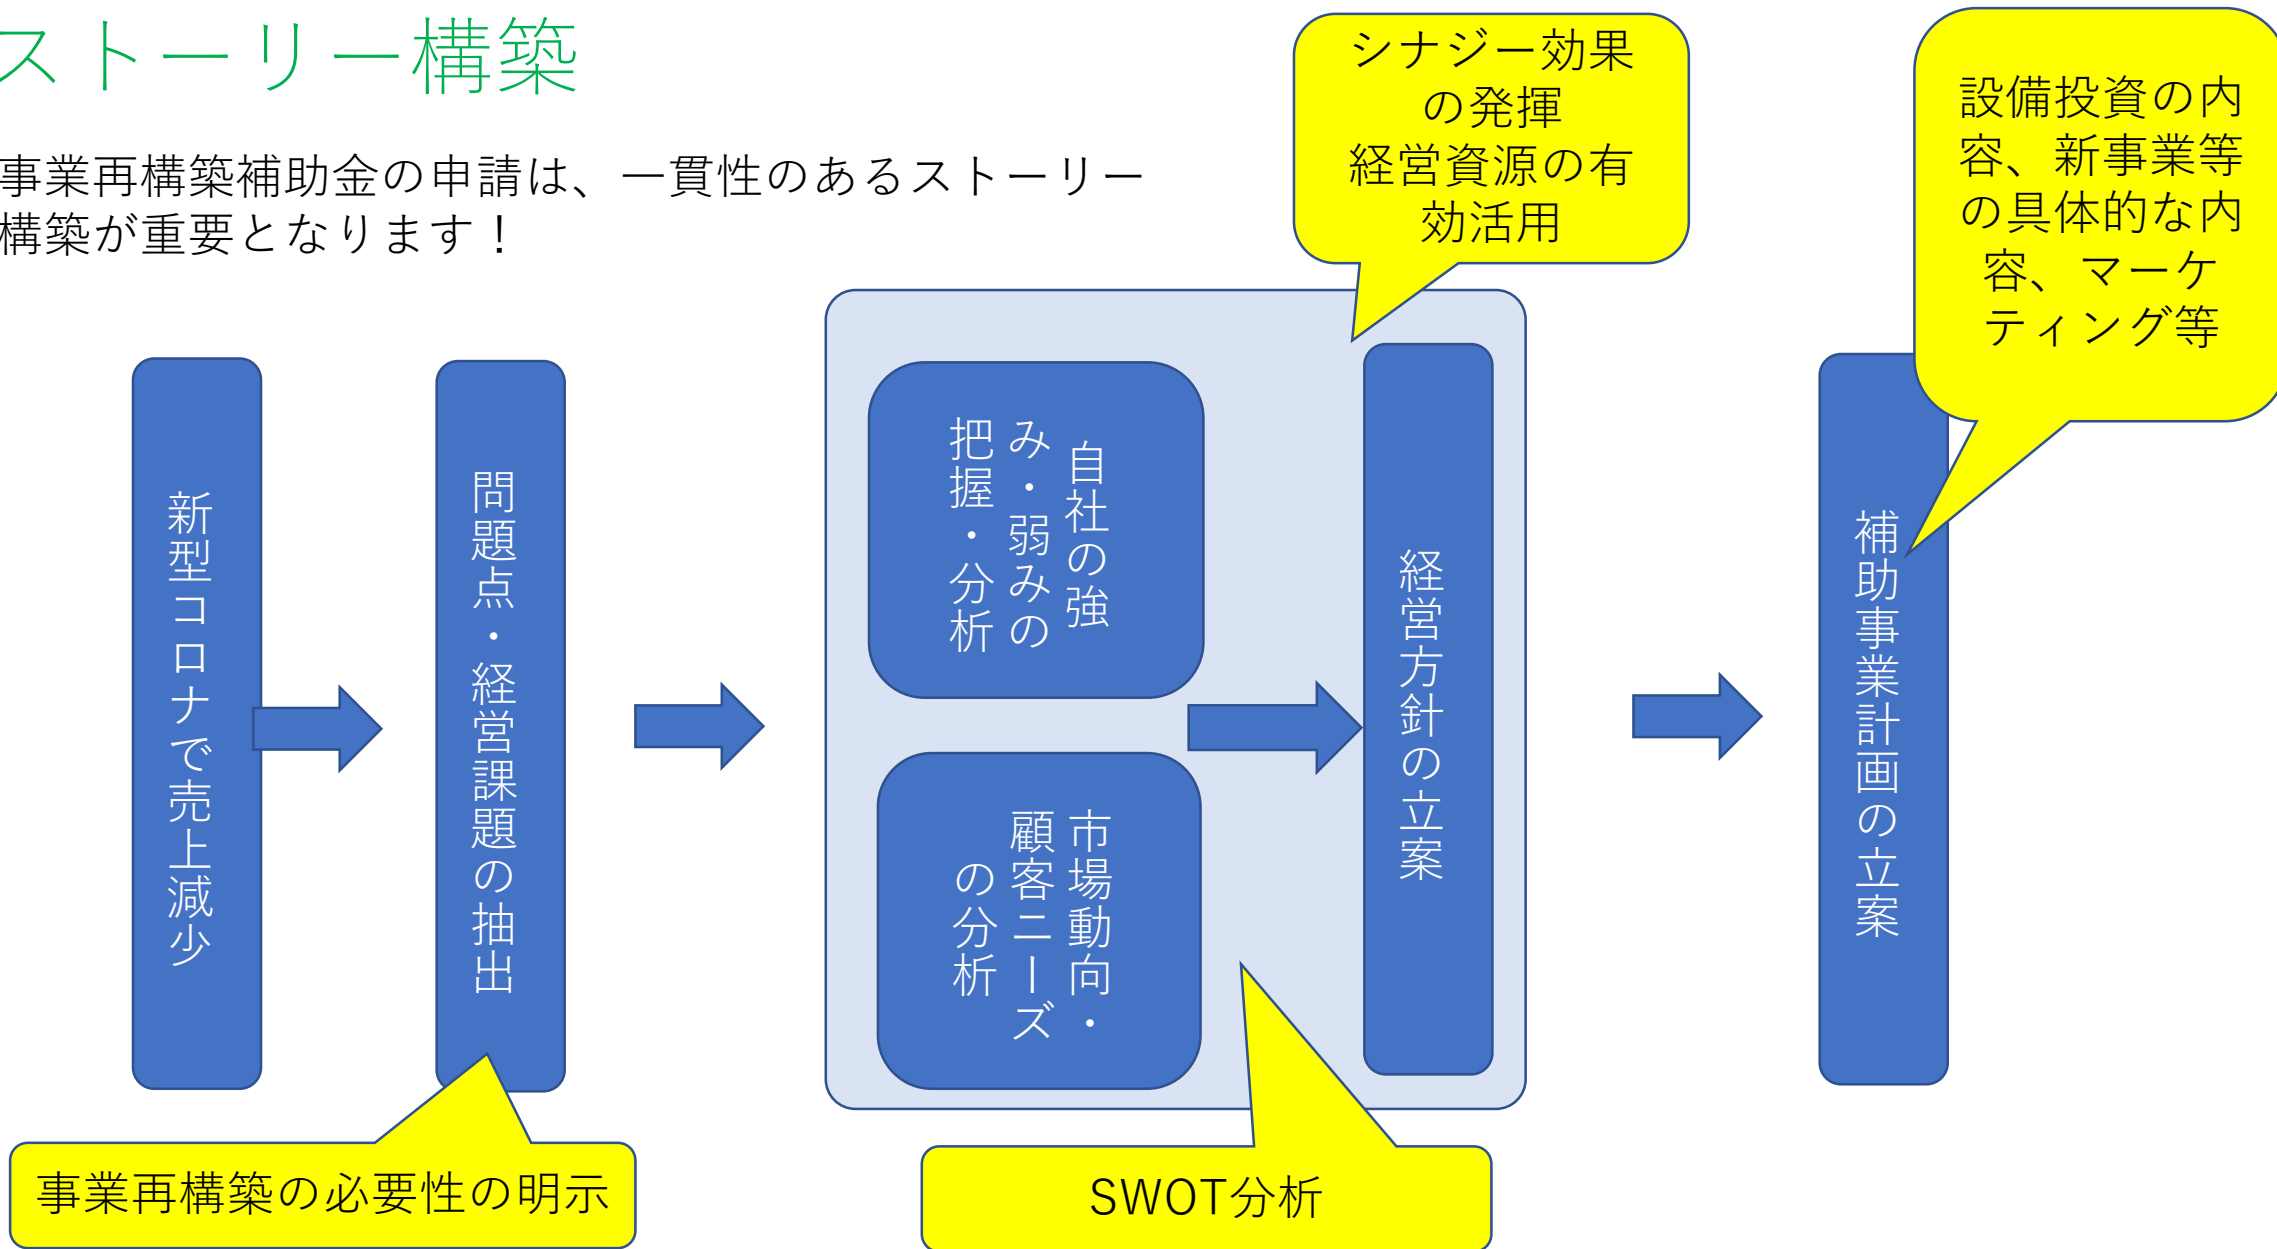 ストーリー構築
事業再構築補助金の申請は、一貫性のあるストーリー
構築が重要となります！
シナジー効果
の発揮
経営資源の有
効活用
設備投資の内
容、新事業等
の具体的な内
容、マーケ
ティング等
新型コロナで売上減少
問題点・経営課題の抽出
自社の強
み・弱みの
把握・分析
市場動向・
顧客ニーズ
の分析
経営方針の立案
補助事業計画の立案
事業再構築の必要性の明示
SWOT分析